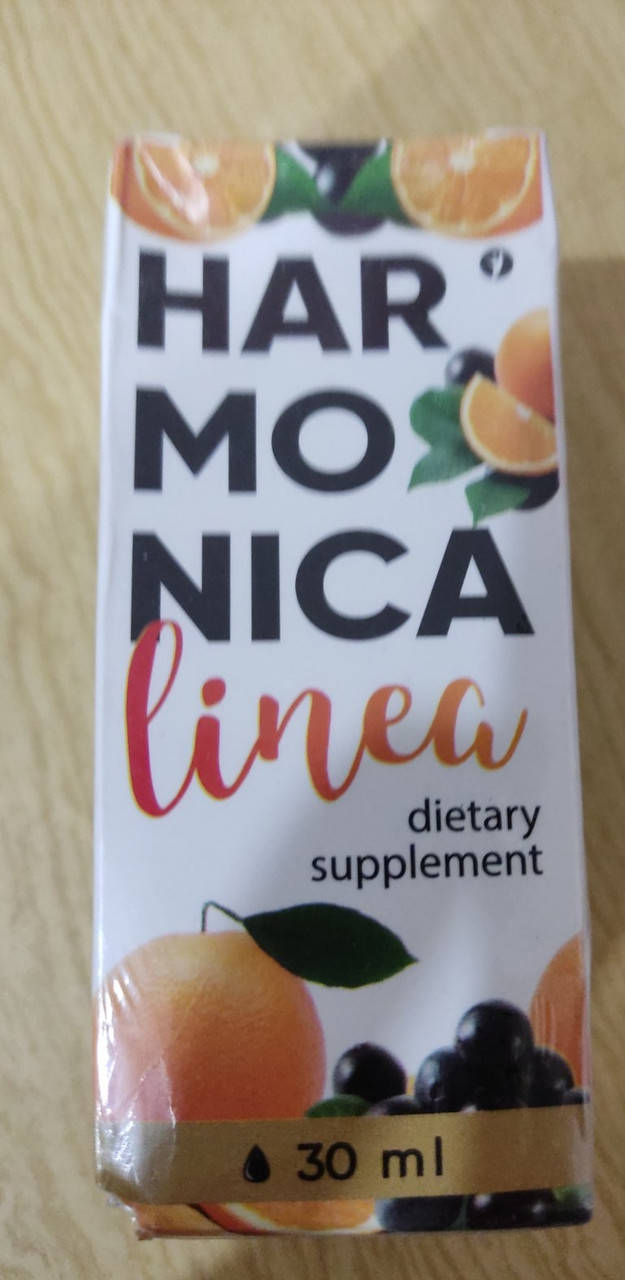 HAR
MO
NICA
linea
dietary
supplement
30 ml